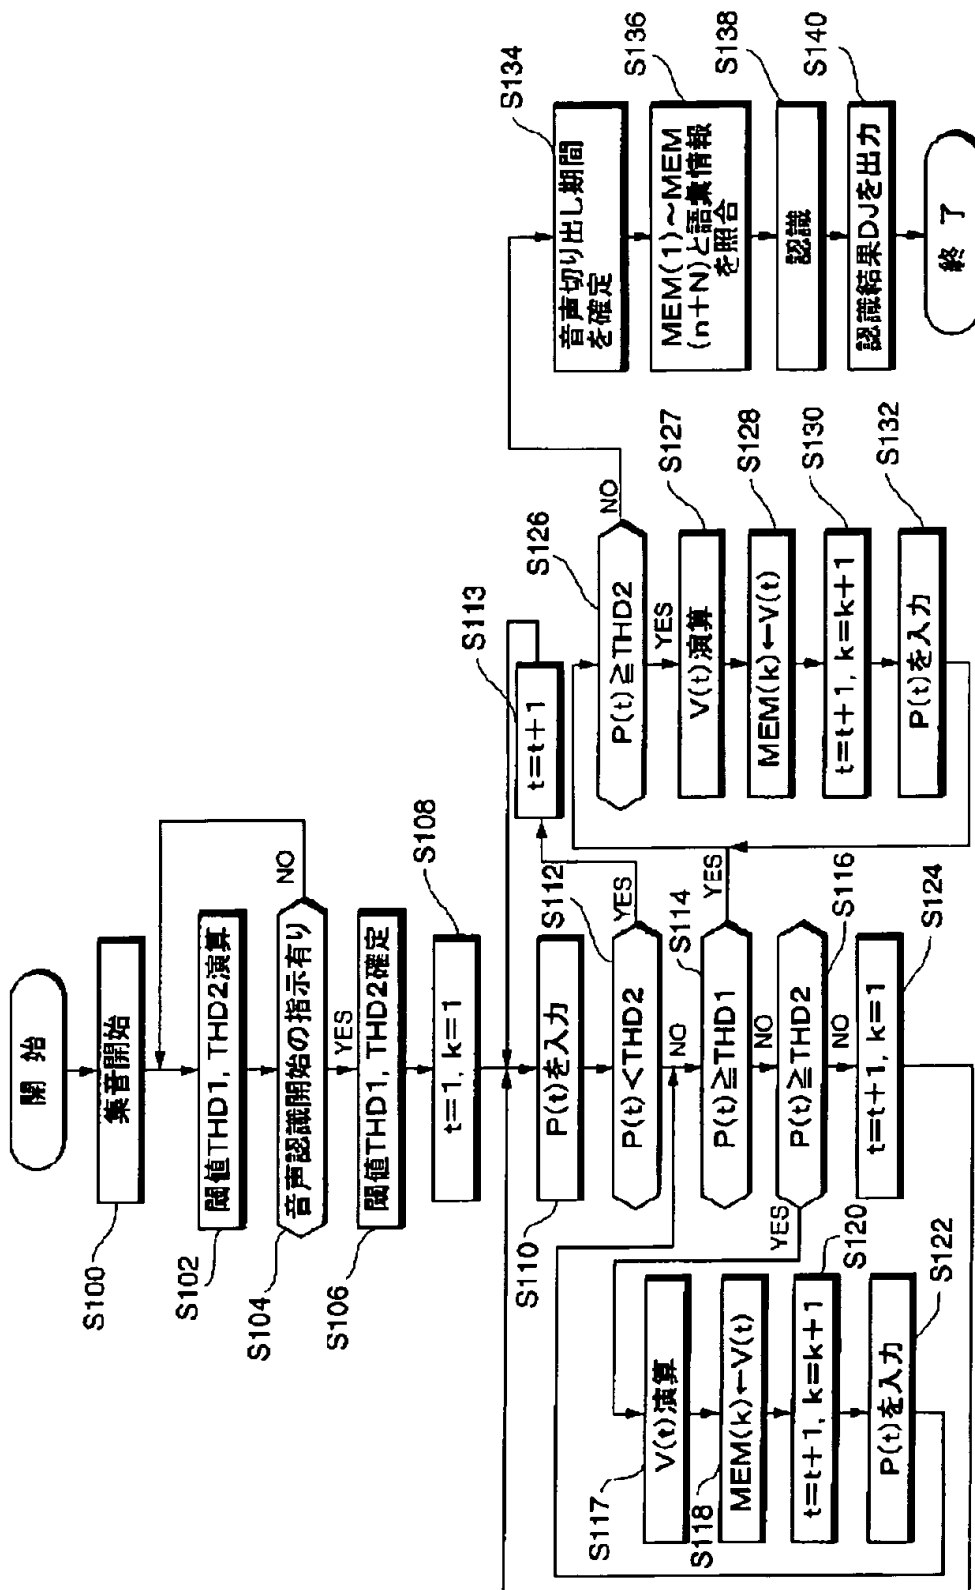 開始
集音開始
S100
閾値THD1, THD2演算
S102
音声認識開始の指示有り
S104
NO
YES
閾値THD1, THD2確定
S106
t=1, k=1
S108
P(t)を入力
S110
P(t)<THD2
S112
YES
NO
t=t+1
S113
P(t)≧THD1
S114
YES
NO
P(t)≧THD2
S116
YES
NO
V(t)演算
S117
MEM(k)←V(t)
S118
t=t+1, k=k+1
S120
P(t)を入力
S122
t=t+1, k=1
S124
P(t)≧THD2
S126
NO
YES
V(t)演算
S127
MEM(k)←V(t)
S128
t=t+1, k=k+1
S130
P(t)を入力
S132
音声切り出し期間
を確定
S134
MEM(1)~MEM
(n+N)と語彙情報
を照合
S136
認識
S138
認識結果DJを出力
S140
終了